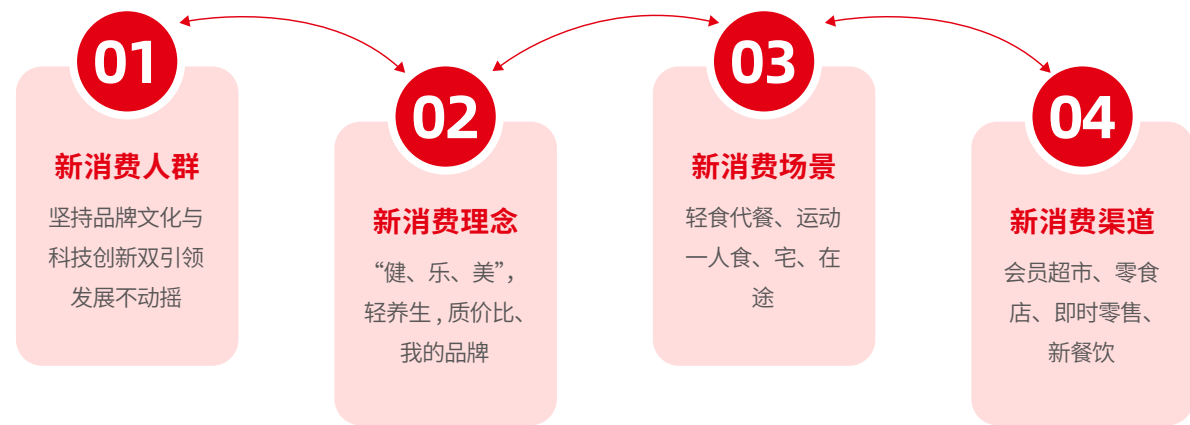 01
新消费人群
坚持品牌文化与
科技创新双引领
发展不动摇
02
新消费理念
“健、乐、美”，
轻养生 , 质价比、
我的品牌
03
新消费场景
轻食代餐、运动
一人食、宅、在
途
04
新消费渠道
会员超市、零食
店、即时零售、
新餐饮